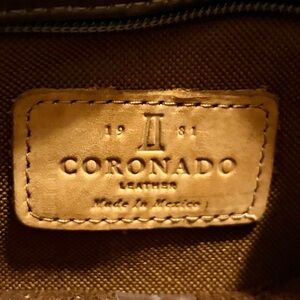 19 81
CORONADO
LEATHER
Made in Mexico